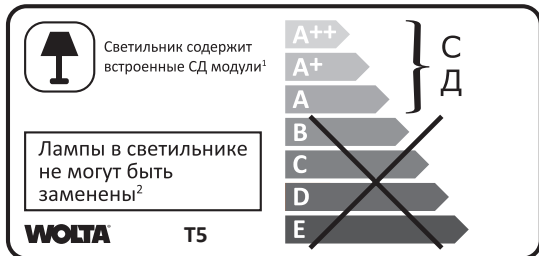 Светильник содержит
встроенные СД модули¹
Лампы в светильнике
не могут быть
заменены²
WOLTA® T5
A++
A+
A
B
C
D
E
С
Д